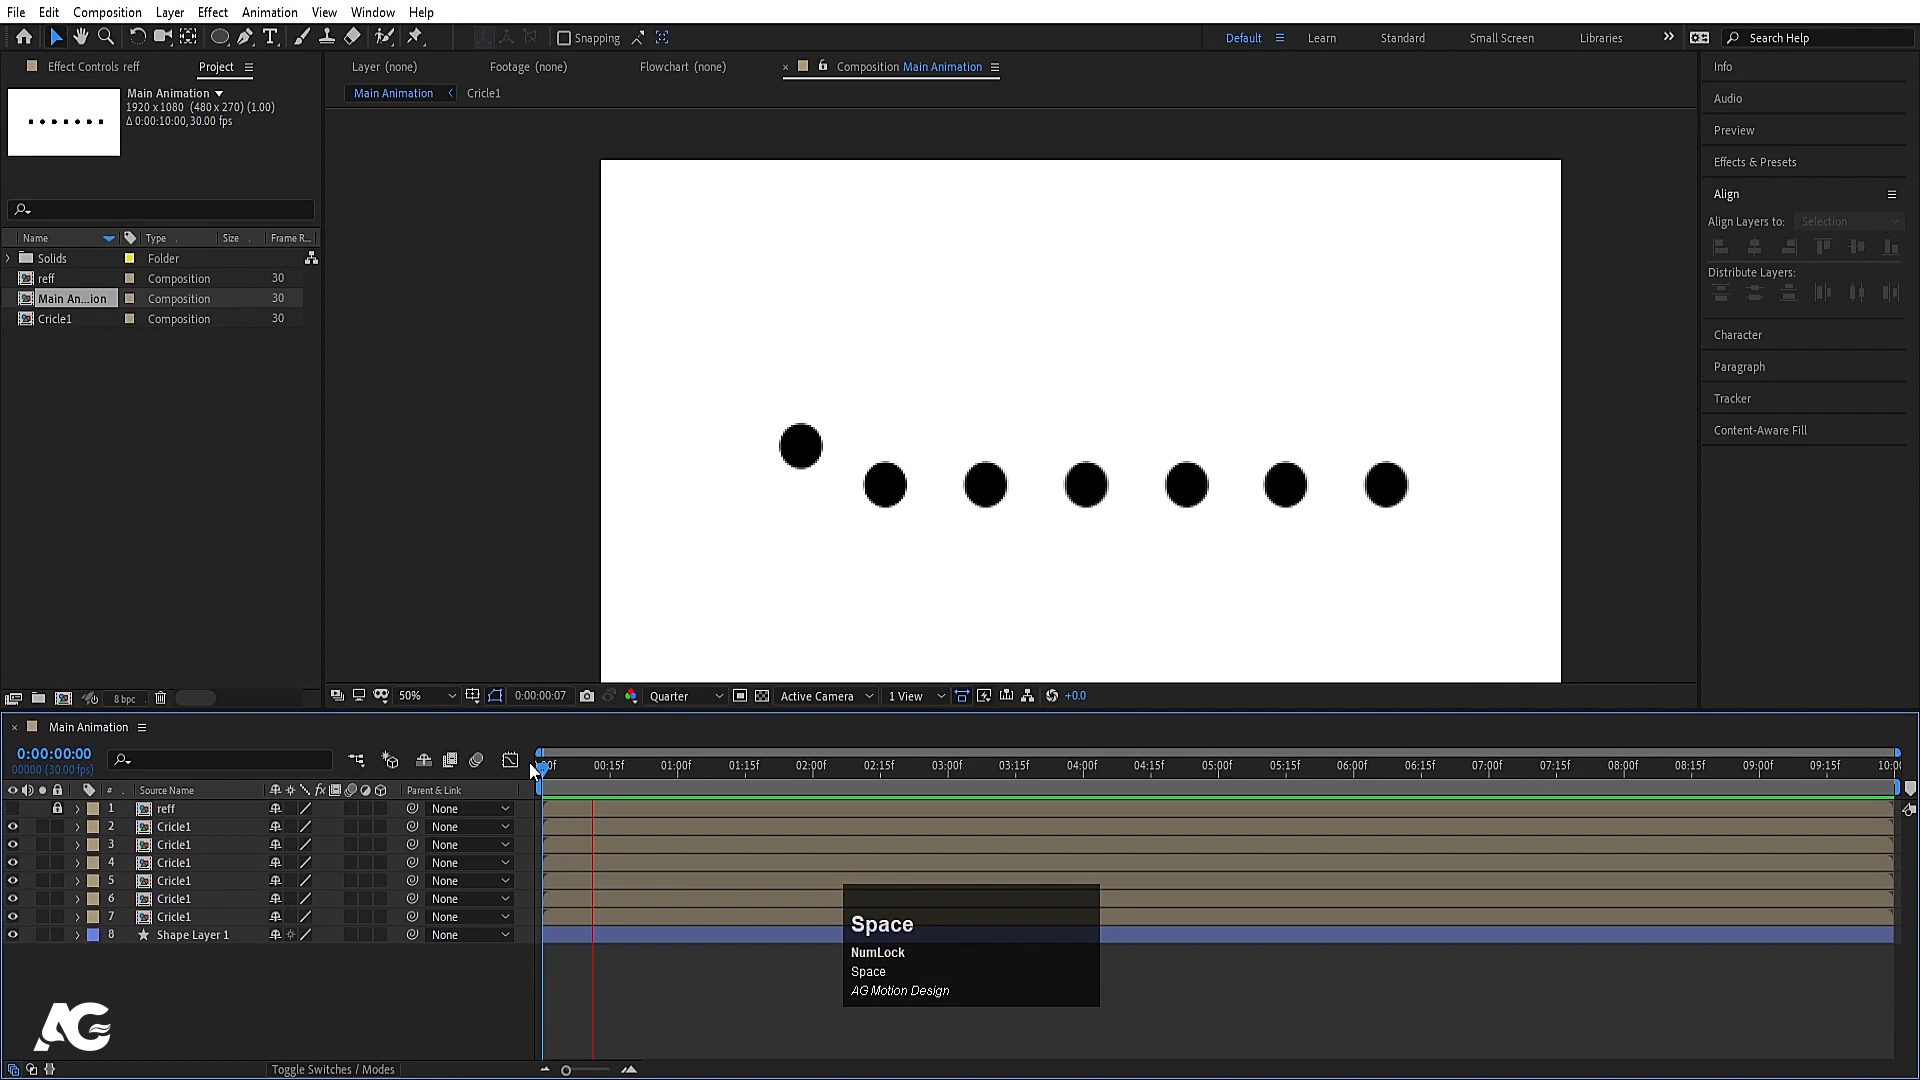 File Edit Composition Layer Effect Animation View Window Help
Snapping
Default Learn Standard Small Screen Libraries Search Help
Effect Controls reff Project
Layer (none) Footage (none) Flowchart (none) Composition Main Animation
Main Animation
1920 x 1080 (480 x 270) (1.00)
Δ 0:00:10:00, 30.00 fps
Main Animation Cricle1
Name Type Size Frame R...
Solids Folder
reff Composition 30
Main An...ion Composition 30
Cricle1 Composition 30
Info
Audio
Preview
Effects & Presets
Align
Align Layers to: Selection
Distribute Layers:
Character
Paragraph
Tracker
Content-Aware Fill
8 bpc
50% 0:00:00:07 Quarter Active Camera 1 View +0.0
Main Animation
0:00:00:00
00000 (30.00 fps)
00:15f 01:00f 01:15f 02:00f 02:15f 03:00f 03:15f 04:00f 04:15f 05:00f 05:15f 06:00f 06:15f 07:00f 07:15f 08:00f 08:15f 09:00f 09:15f 10:0
# Source Name fx Parent & Link
1 reff None
2 Cricle1 None
3 Cricle1 None
4 Cricle1 None
5 Cricle1 None
6 Cricle1 None
7 Cricle1 None
8 Shape Layer 1 None
Space
NumLock
Space
AG Motion Design
AG
Toggle Switches / Modes